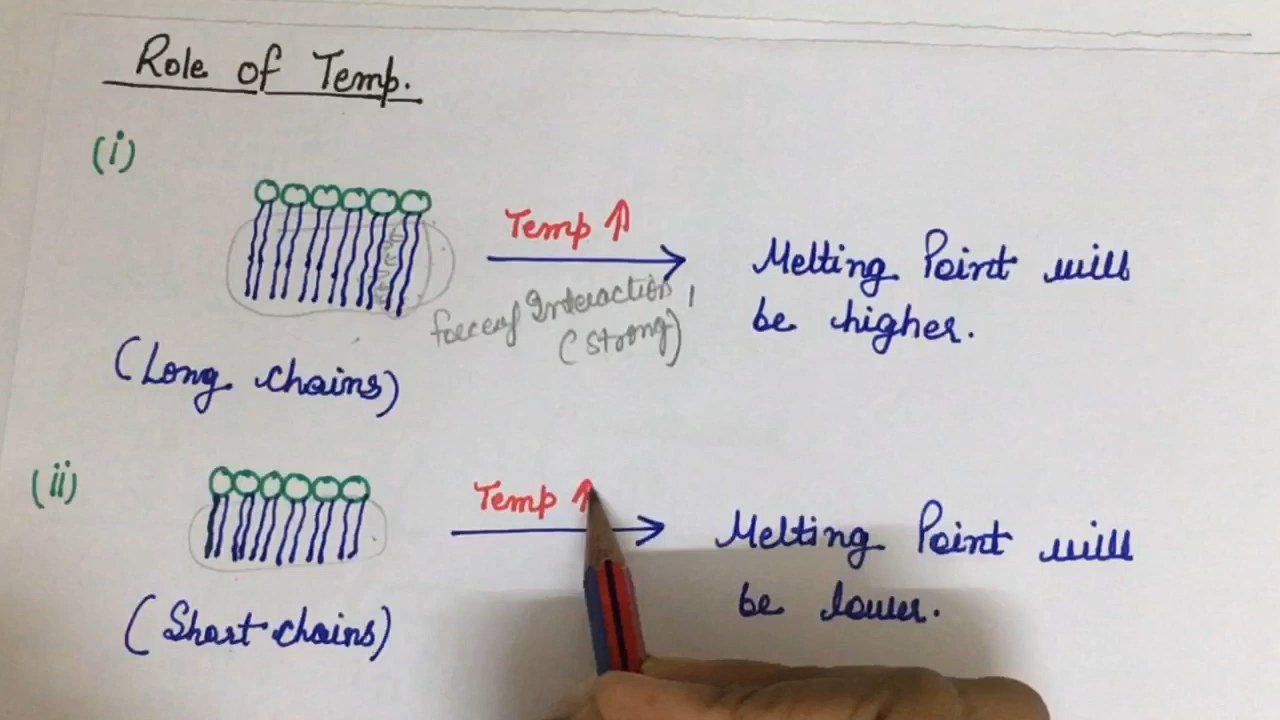 Role of Temp.
(i)
Temp ↑
Melting Point will
be higher.
Force of Interaction
(strong)
(Long chains)
(ii)
Temp ↑
Melting Point will
be lower.
(Short chains)